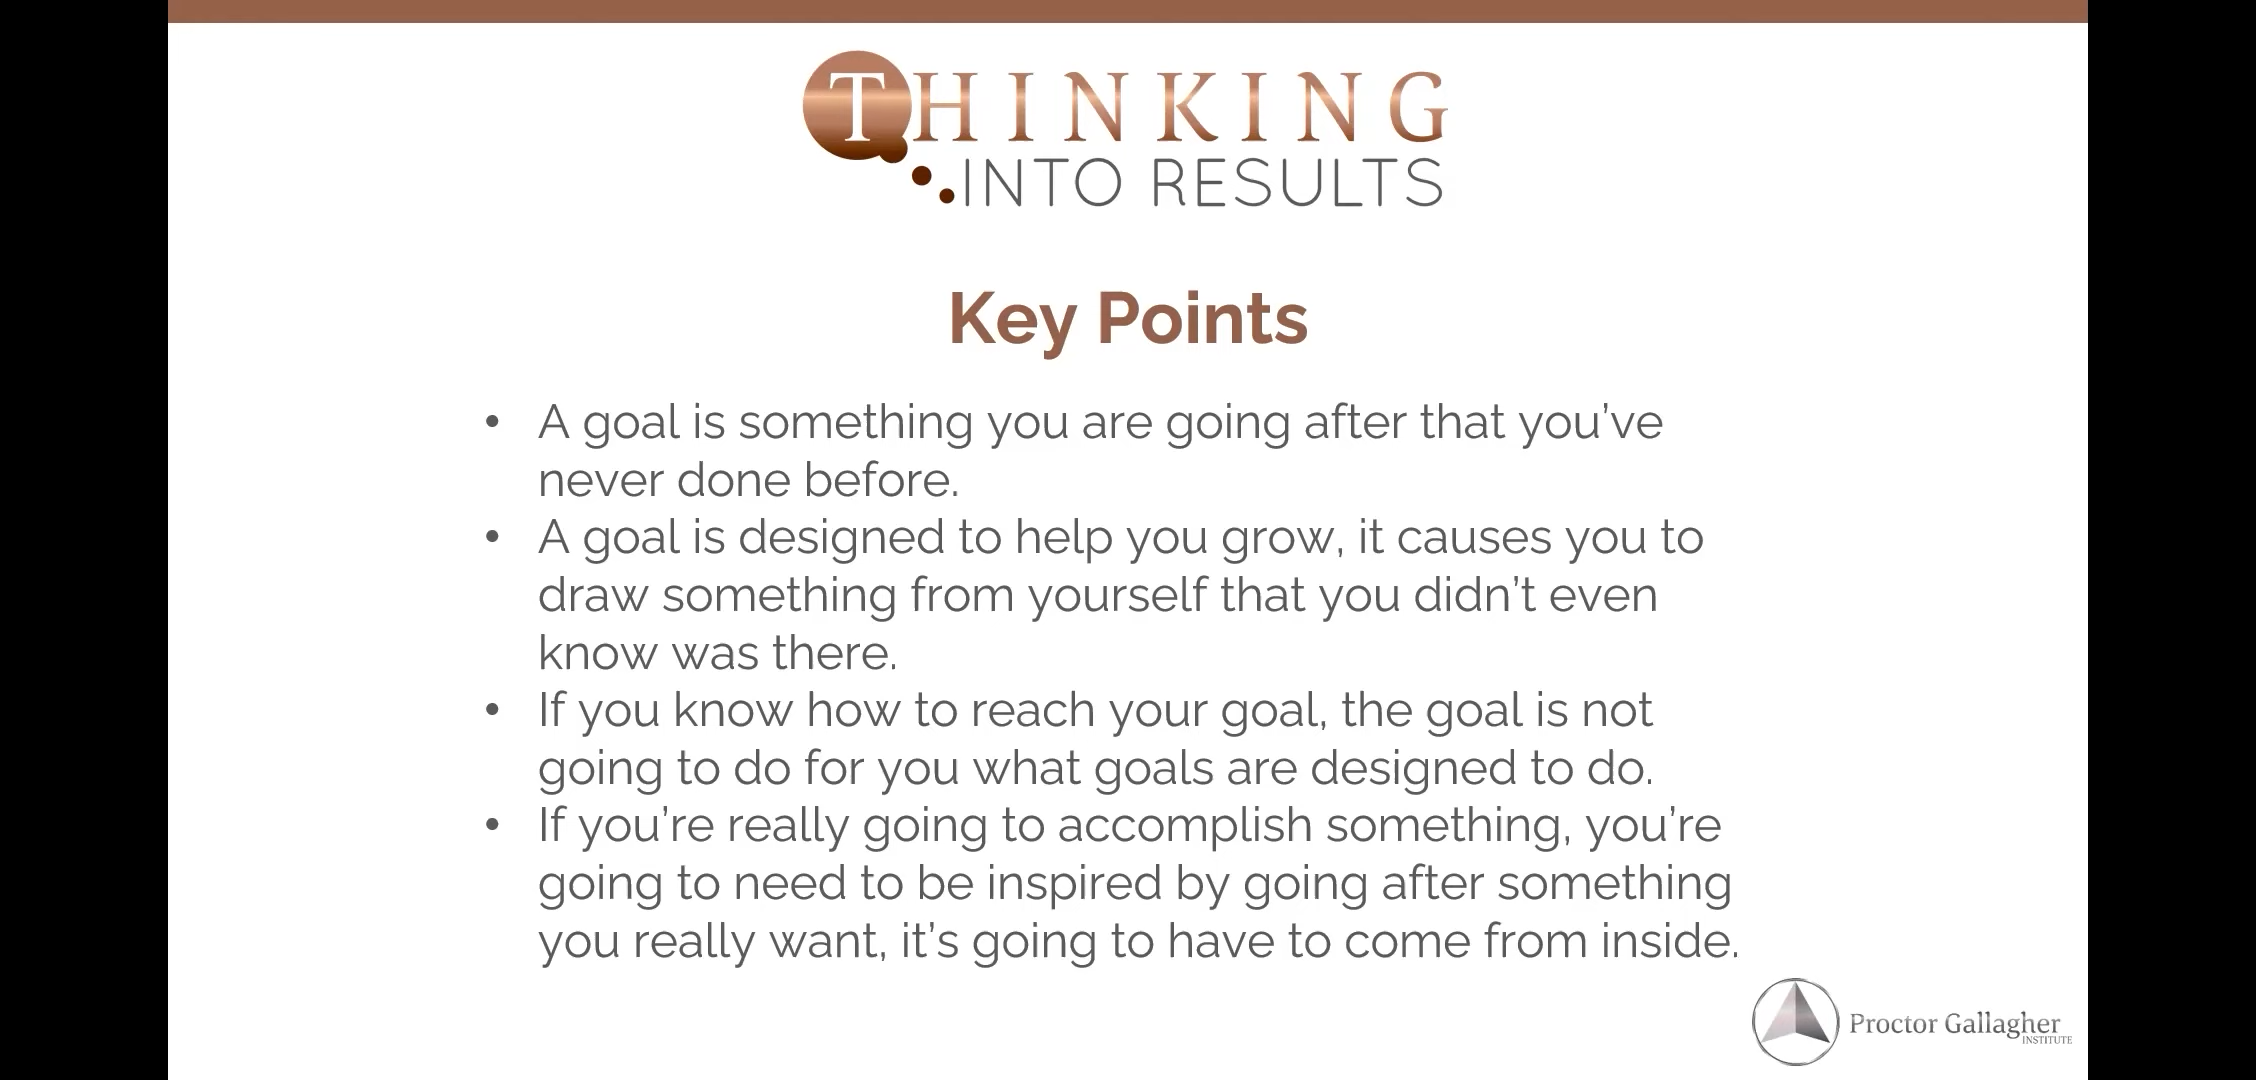 THINKING
INTO RESULTS
Key Points
• A goal is something you are going after that you’ve
never done before.
• A goal is designed to help you grow, it causes you to
draw something from yourself that you didn’t even
know was there.
• If you know how to reach your goal, the goal is not
going to do for you what goals are designed to do.
• If you’re really going to accomplish something, you’re
going to need to be inspired by going after something
you really want, it’s going to have to come from inside.
Proctor Gallagher
INSTITUTE